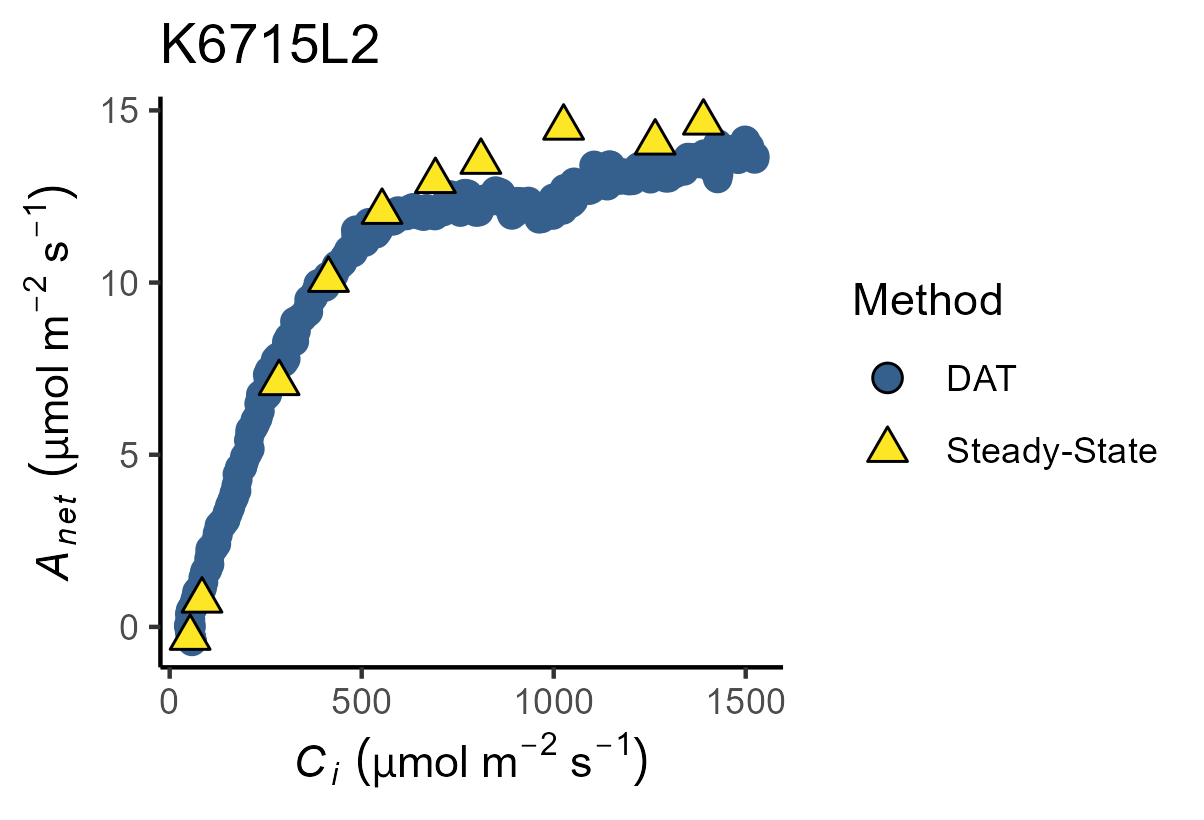 K6715L2
15
10
5
0
A_net (µmol m⁻² s⁻¹)
0 500 1000 1500
C_i (µmol m⁻² s⁻¹)
Method
DAT
Steady-State